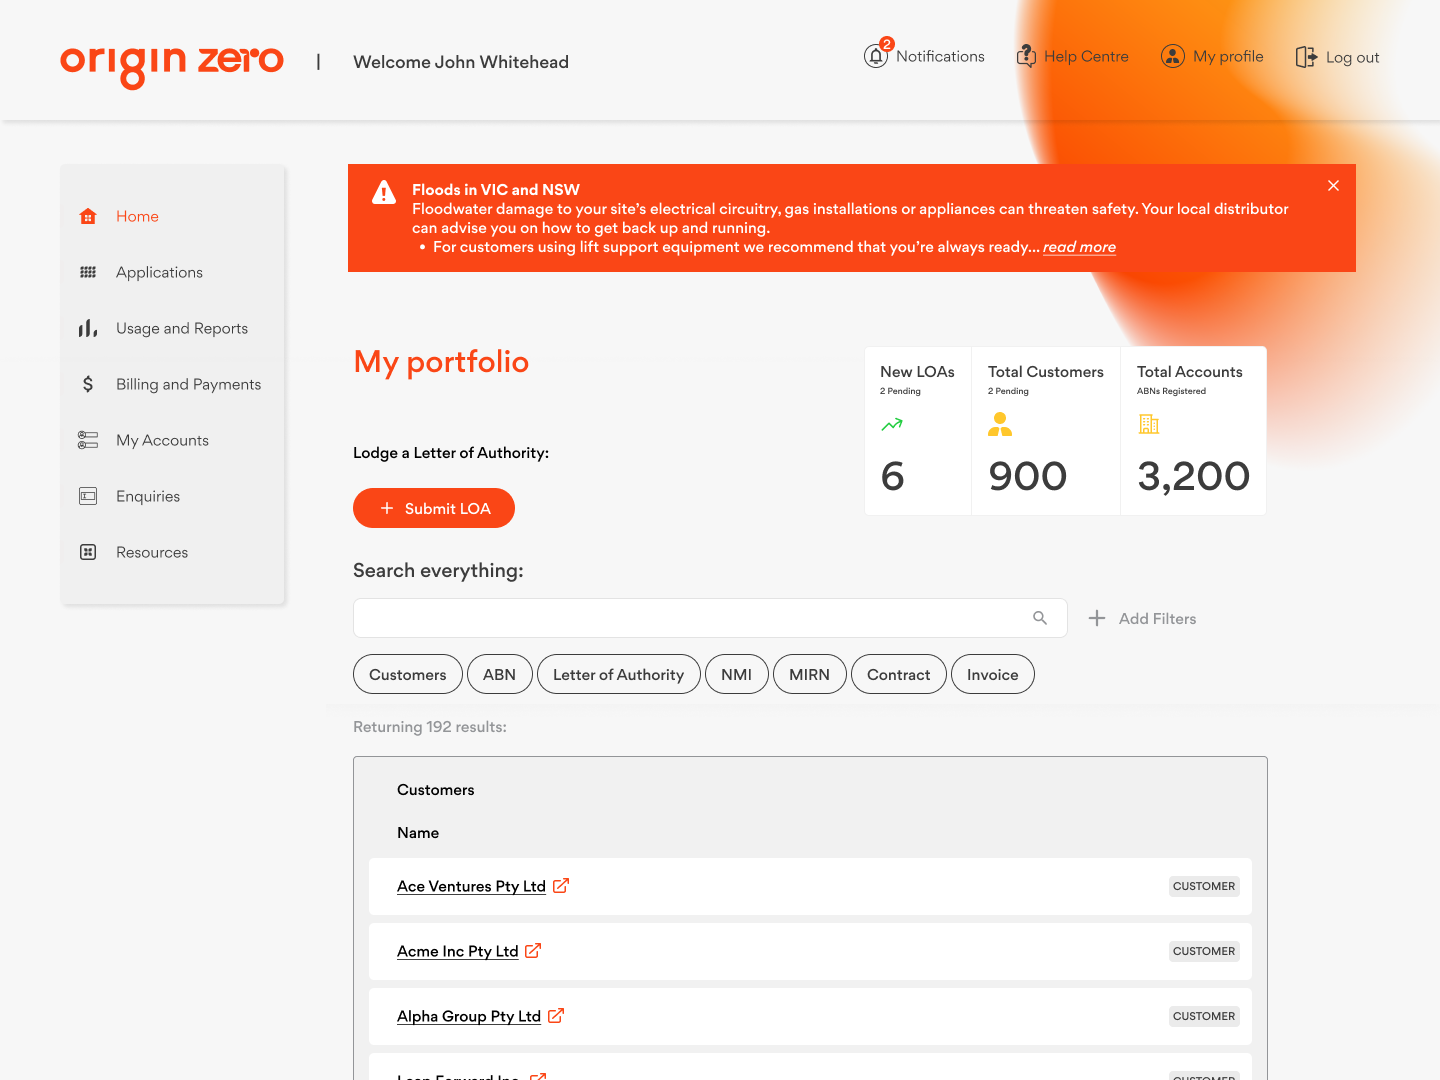 origin zero
|
Welcome John Whitehead
2
Notifications
Help Centre
My profile
Log out
Home
Applications
Usage and Reports
Billing and Payments
My Accounts
Enquiries
Resources
Floods in VIC and NSW
Floodwater damage to your site's electrical circuitry, gas installations or appliances can threaten safety. Your local distributor
can advise you on how to get back up and running.
• For customers using lift support equipment we recommend that you're always ready... read more
My portfolio
New LOAs
2 Pending
6
Total Customers
2 Pending
900
Total Accounts
ABNs Registered
3,200
Lodge a Letter of Authority:
+ Submit LOA
Search everything:
+ Add Filters
Customers
ABN
Letter of Authority
NMI
MIRN
Contract
Invoice
Returning 192 results:
Customers
Name
Ace Ventures Pty Ltd
CUSTOMER
Acme Inc Pty Ltd
CUSTOMER
Alpha Group Pty Ltd
CUSTOMER
CUSTOMER